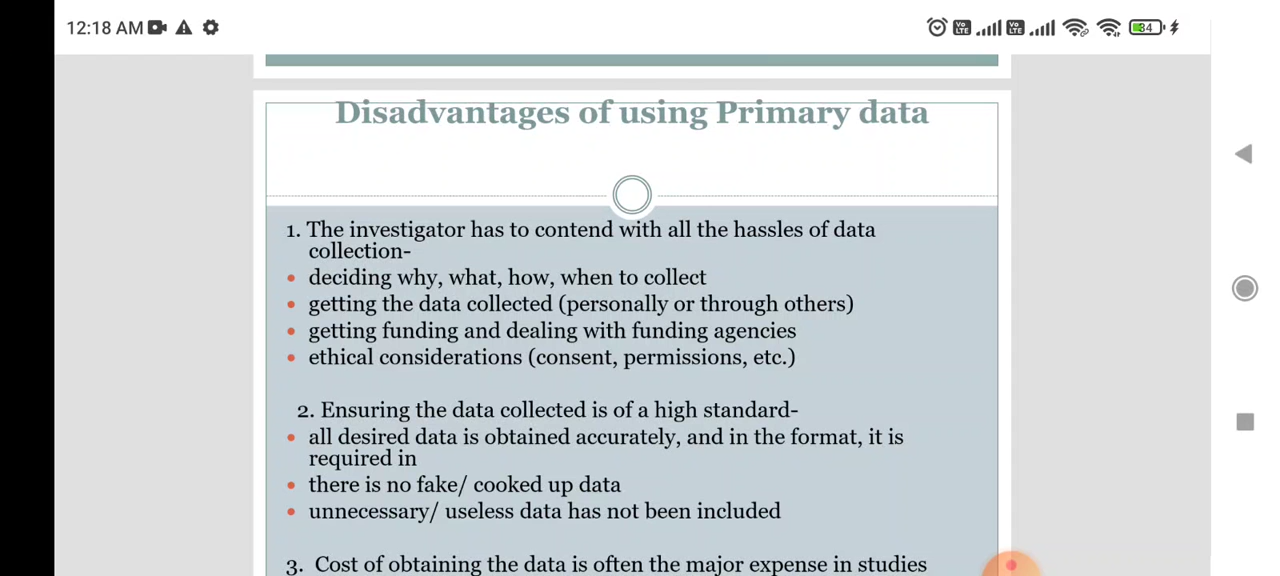 12:18 AM
Vo LTE Vo LTE 34
Disadvantages of using Primary data
1. The investigator has to contend with all the hassles of data
collection-
• deciding why, what, how, when to collect
• getting the data collected (personally or through others)
• getting funding and dealing with funding agencies
• ethical considerations (consent, permissions, etc.)
2. Ensuring the data collected is of a high standard-
• all desired data is obtained accurately, and in the format, it is
required in
• there is no fake/ cooked up data
• unnecessary/ useless data has not been included
3. Cost of obtaining the data is often the major expense in studies